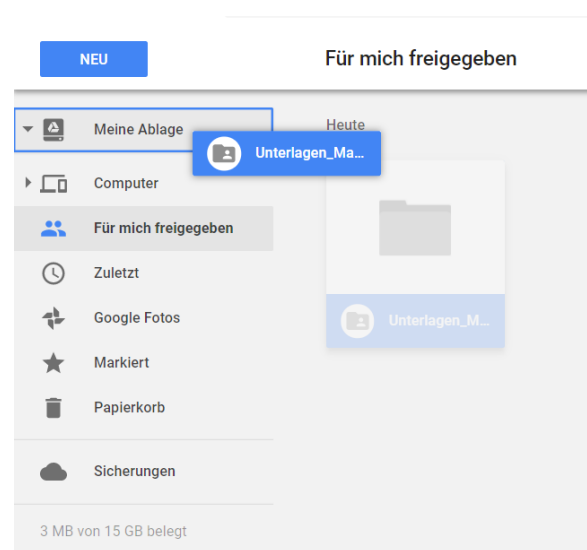 NEU
Für mich freigegeben
Meine Ablage
Heute
Unterlagen_Ma...
Computer
Für mich freigegeben
Zuletzt
Google Fotos
Unterlagen_M...
Markiert
Papierkorb
Sicherungen
3 MB von 15 GB belegt